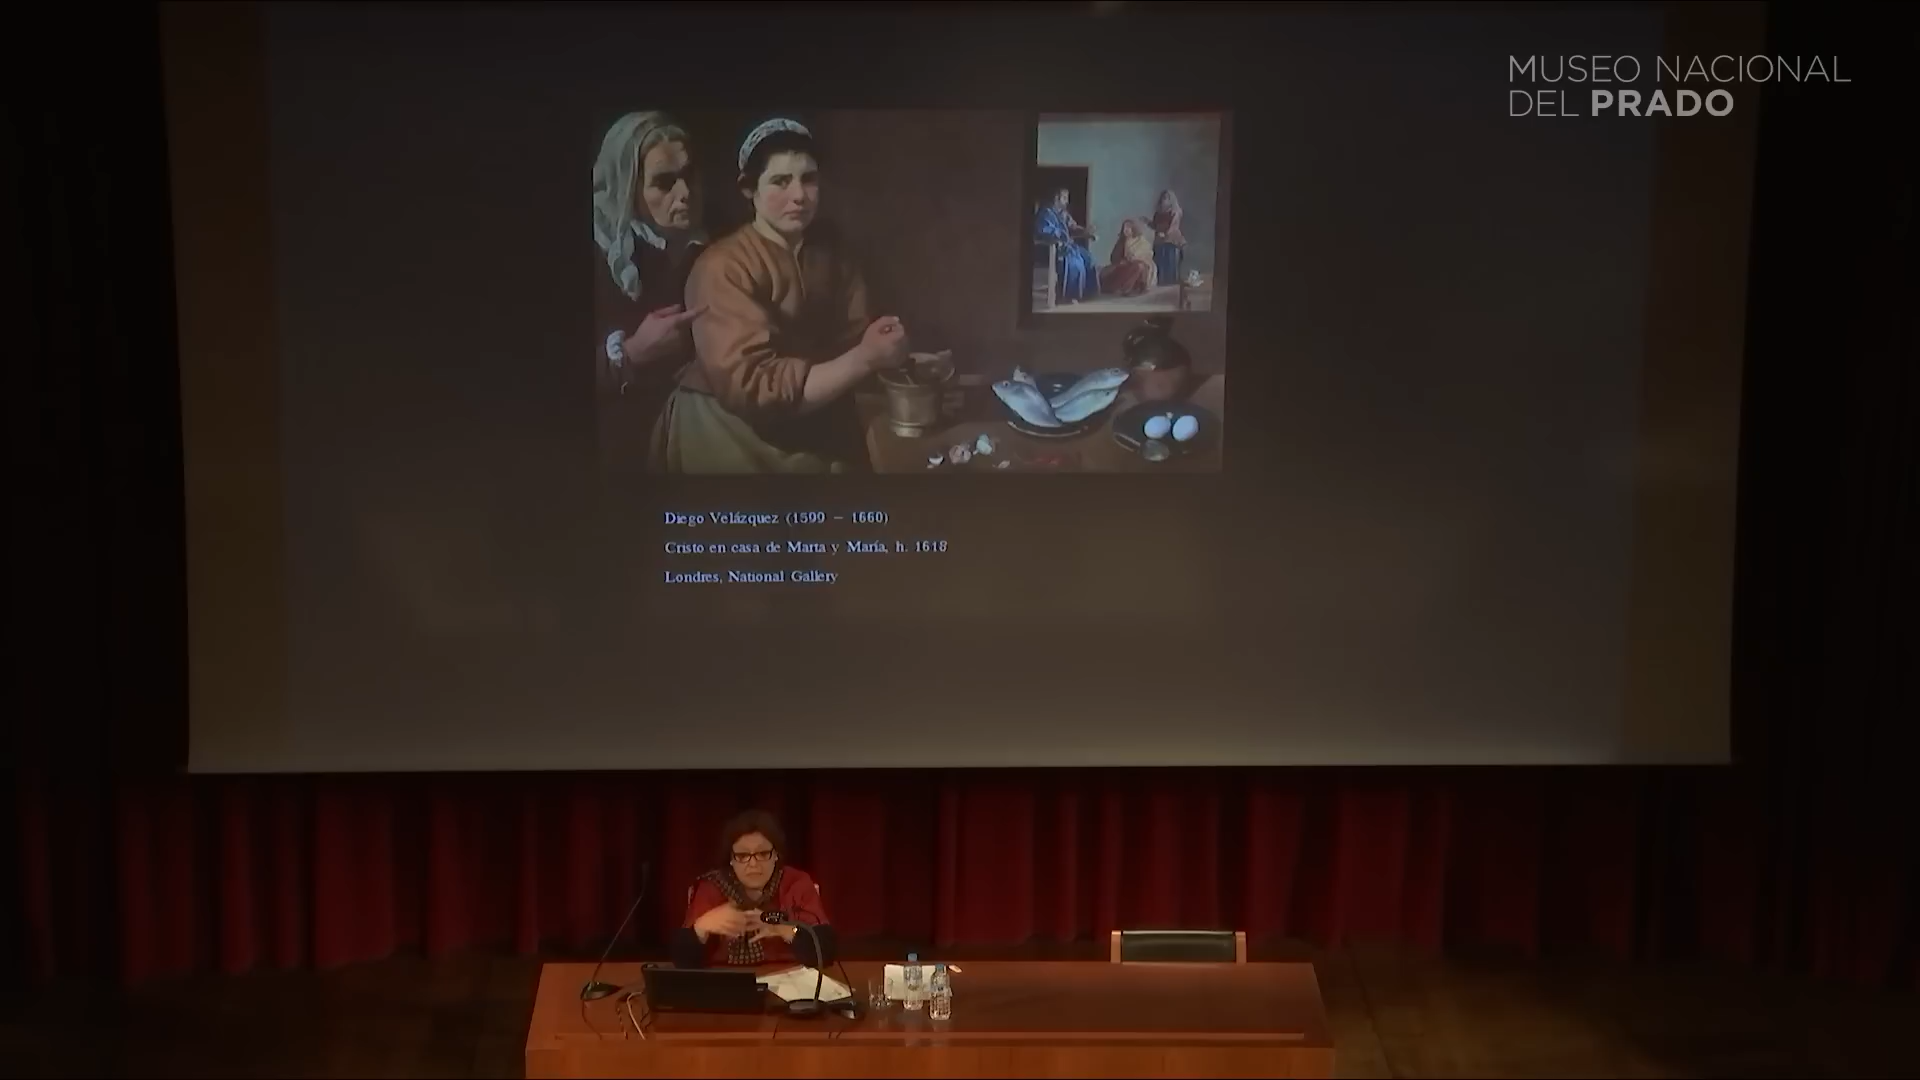 MUSEO NACIONAL
DEL PRADO
Diego Velázquez (1599 – 1660)
Cristo en casa de Marta y María, h. 1618
Londres, National Gallery